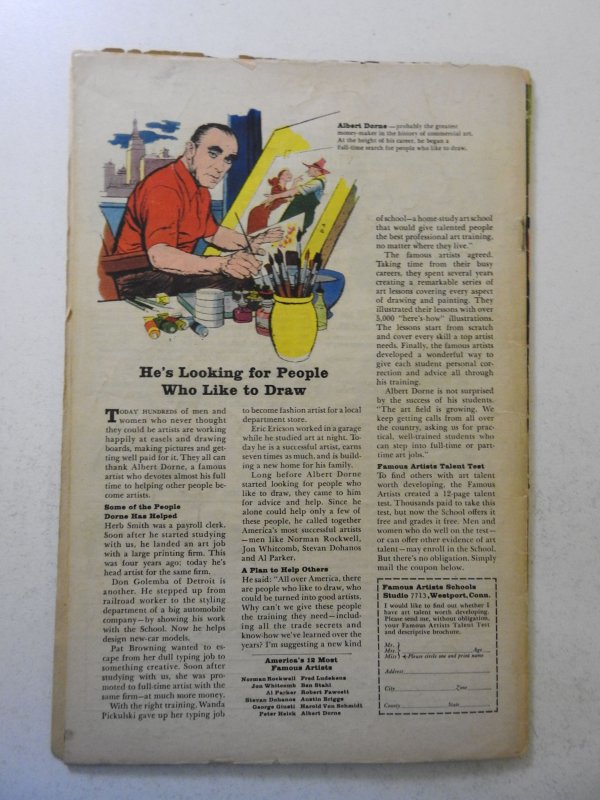 Albert Dorne — probably the greatest
money-maker in the history of commercial art.
At the height of his career, he began a
full-time search for people who like to draw.
He's Looking for People
Who Like to Draw
TODAY HUNDREDS of men and
women who never thought
they could be artists are working
happily at easels and drawing
boards, making pictures and get-
ting well paid for it. They all can
thank Albert Dorne, a famous
artist who devotes almost his full
time to helping other people be-
come artists.
Some of the People
Dorne Has Helped
Herb Smith was a payroll clerk.
Soon after he started studying
with us, he landed an art job
with a large printing firm. This
was four years ago: today he's
head artist for the same firm.
Don Golemba of Detroit is
another. He stepped up from
railroad worker to the styling
department of a big automobile
company—by showing his work
with the School. Now he helps
design new-car models.
Pat Browning wanted to es-
cape from her dull typing job to
something creative. Soon after
studying with us, she was pro-
moted to full-time artist with the
same firm—at much more money.
With the right training, Wanda
Pickulski gave up her typing job
to become fashion artist for a local
department store.
Eric Ericson worked in a garage
while he studied art at night. To-
day he is a successful artist, earns
seven times as much, and is build-
ing a new home for his family.
Long before Albert Dorne
started looking for people who
like to draw, they came to him
for advice and help. Since he
alone could help only a few of
these people, he called together
America's most successful artists
—men like Norman Rockwell,
Jon Whitcomb, Stevan Dohanos
and Al Parker.
A Plan to Help Others
He said: "All over America, there
are people who like to draw, who
could be turned into good artists.
Why can't we give these people
the training they need—includ-
ing all the trade secrets and
know-how we've learned over the
years? I'm suggesting a new kind
America's 12 Most
Famous Artists
Norman Rockwell Fred Ludekens
Jon Whitcomb Ben Stahl
Al Parker Robert Fawcett
Stevan Dohanos Austin Briggs
George Giusti Harold Von Schmidt
Peter Helck Albert Dorne
of school—a home-study art school
that would give talented people
the best professional art training,
no matter where they live."
The famous artists agreed.
Taking time from their busy
careers, they spent several years
creating a remarkable series of
art lessons covering every aspect
of drawing and painting. They
illustrated their lessons with over
5,000 "here's-how" illustrations.
The lessons start from scratch
and cover every skill a top artist
needs. Finally, the famous artists
developed a wonderful way to
give each student personal cor-
rection and advice all through
his training.
Albert Dorne is not surprised
by the success of his students.
"The art field is growing. We
keep getting calls from all over
the country, asking us for prac-
tical, well-trained students who
can step into full-time or part-
time art jobs."
Famous Artists Talent Test
To find others with art talent
worth developing, the Famous
Artists created a 12-page talent
test. Thousands paid to take this
test, but now the School offers it
free and grades it free. Men and
women who do well on the test—
or can offer other evidence of art
talent—may enroll in the School.
But there's no obligation. Simply
mail the coupon below.
Famous Artists Schools
Studio 7713, Westport, Conn.
I would like to find out whether I
have art talent worth developing.
Please send me, without obligation,
your Famous Artists Talent Test
and descriptive brochure.
Mr.
Mrs. Age
Miss Please circle one and print name
Address
City Zone
County State